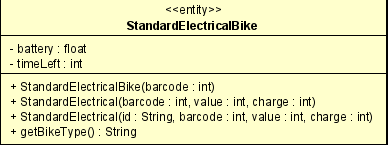 <<entity>>
StandardElectricalBike
- battery : float
- timeLeft : int
+ StandardElectricalBike(barcode : int)
+ StandardElectrical(barcode : int, value : int, charge : int)
+ StandardElectrical(id : String, barcode : int, value : int, charge : int)
+ getBikeType() : String